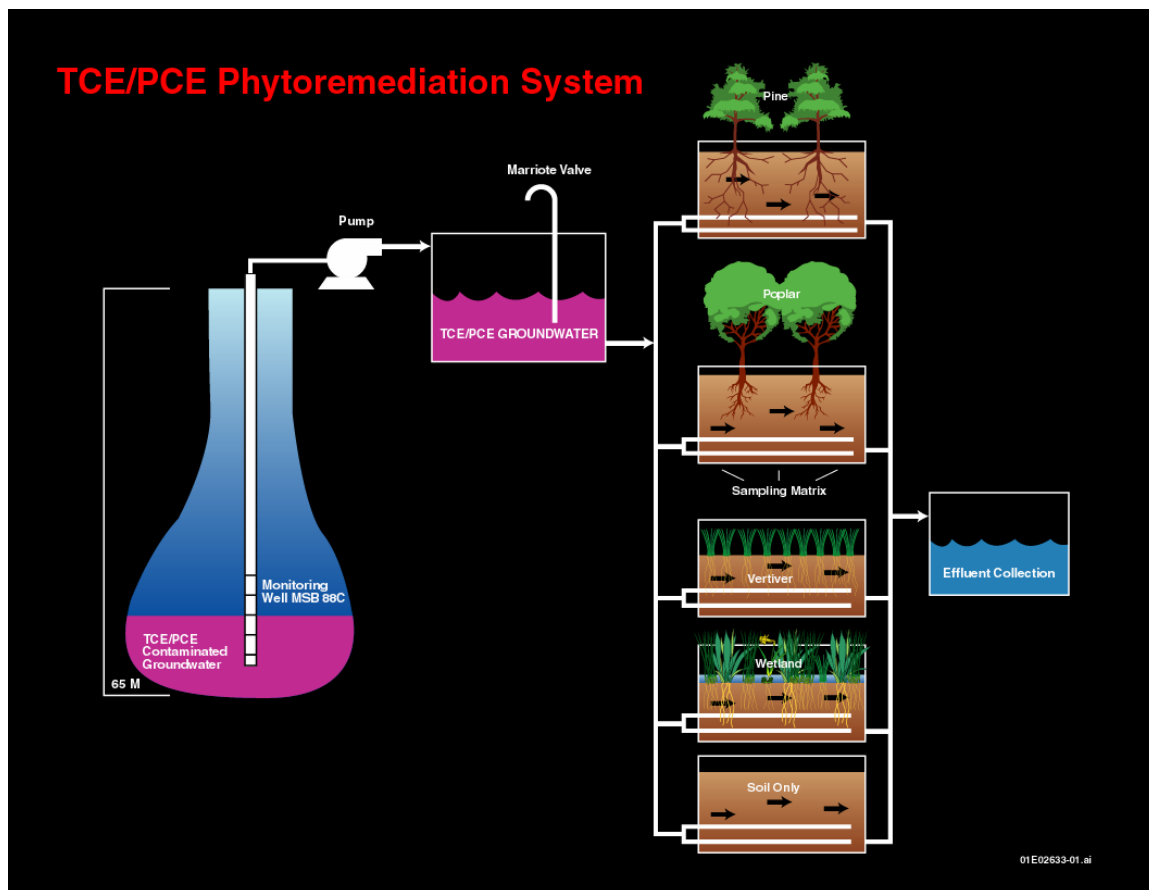 TCE/PCE Phytoremediation System
Pine
Marriote Valve
Pump
TCE/PCE GROUNDWATER
Poplar
Sampling Matrix
Vertiver
Effluent Collection
Monitoring
Well MSB 88C
TCE/PCE
Contaminated
Groundwater
65 M
Wetland
Soil Only
01E02633-01.ai